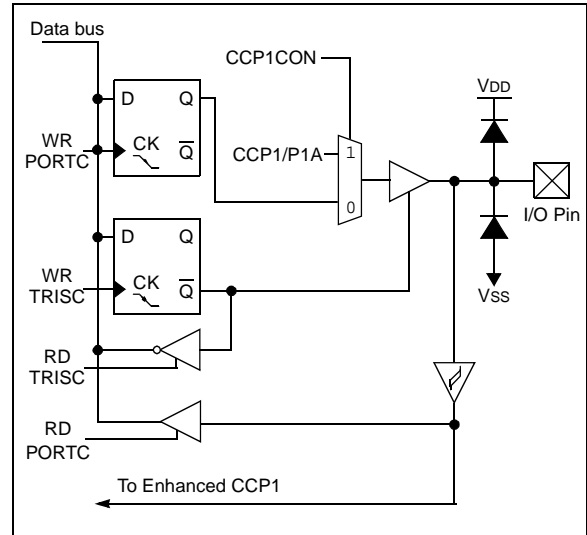 Data bus
CCP1CON
VDD
D
Q
WR
PORTC
CK
Q
CCP1/P1A
1
0
I/O Pin
D
Q
WR
TRISC
CK
Q
VSS
RD
TRISC
RD
PORTC
To Enhanced CCP1